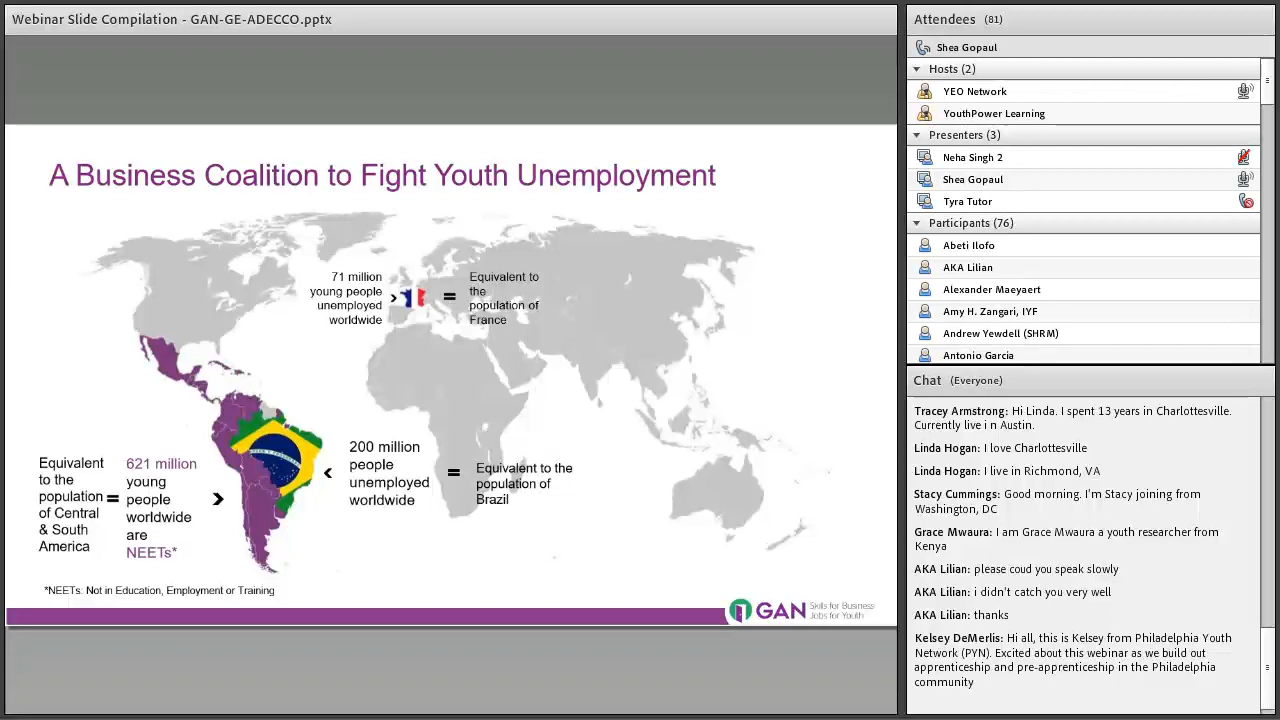 Webinar Slide Compilation - GAN-GE-ADECCO.pptx
A Business Coalition to Fight Youth Unemployment
71 million
young people
unemployed
worldwide
>
=
Equivalent to
the
population of
France
Equivalent
to the
population
of Central
& South
America
=
621 million
young
people
worldwide
are
NEETs*
>
<
200 million
people
unemployed
worldwide
=
Equivalent to the
population of
Brazil
*NEETs: Not in Education, Employment or Training
GAN
Skills for Business
Jobs for Youth
Attendees (81)
Shea Gopaul
Hosts (2)
YEO Network
YouthPower Learning
Presenters (3)
Neha Singh 2
Shea Gopaul
Tyra Tutor
Participants (76)
Abeti Ilofo
AKA Lilian
Alexander Maeyaert
Amy H. Zangari, IYF
Andrew Yewdell (SHRM)
Antonio Garcia
Chat (Everyone)
Tracey Armstrong: Hi Linda. I spent 13 years in Charlottesville.
Currently live i n Austin.
Linda Hogan: I love Charlottesville
Linda Hogan: I live in Richmond, VA
Stacy Cummings: Good morning. I'm Stacy joining from
Washington, DC
Grace Mwaura: I am Grace Mwaura a youth researcher from
Kenya
AKA Lilian: please coud you speak slowly
AKA Lilian: i didn't catch you very well
AKA Lilian: thanks
Kelsey DeMerlis: Hi all, this is Kelsey from Philadelphia Youth
Network (PYN). Excited about this webinar as we build out
apprenticeship and pre-apprenticeship in the Philadelphia
community